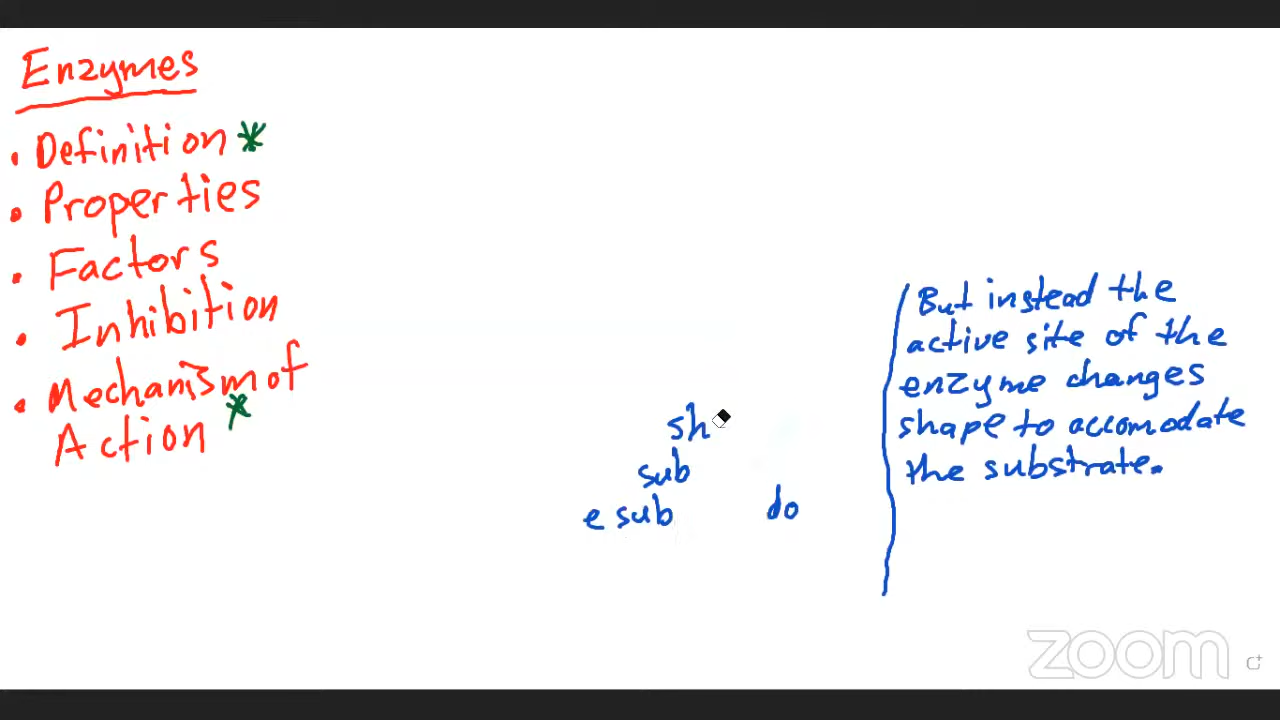 Enzymes
• Definition *
• Properties
• Factors
• Inhibition
• Mechanism of
Action *
sh
sub
e sub do
But instead the
active site of the
enzyme changes
shape to accomodate
the substrate.
zoom